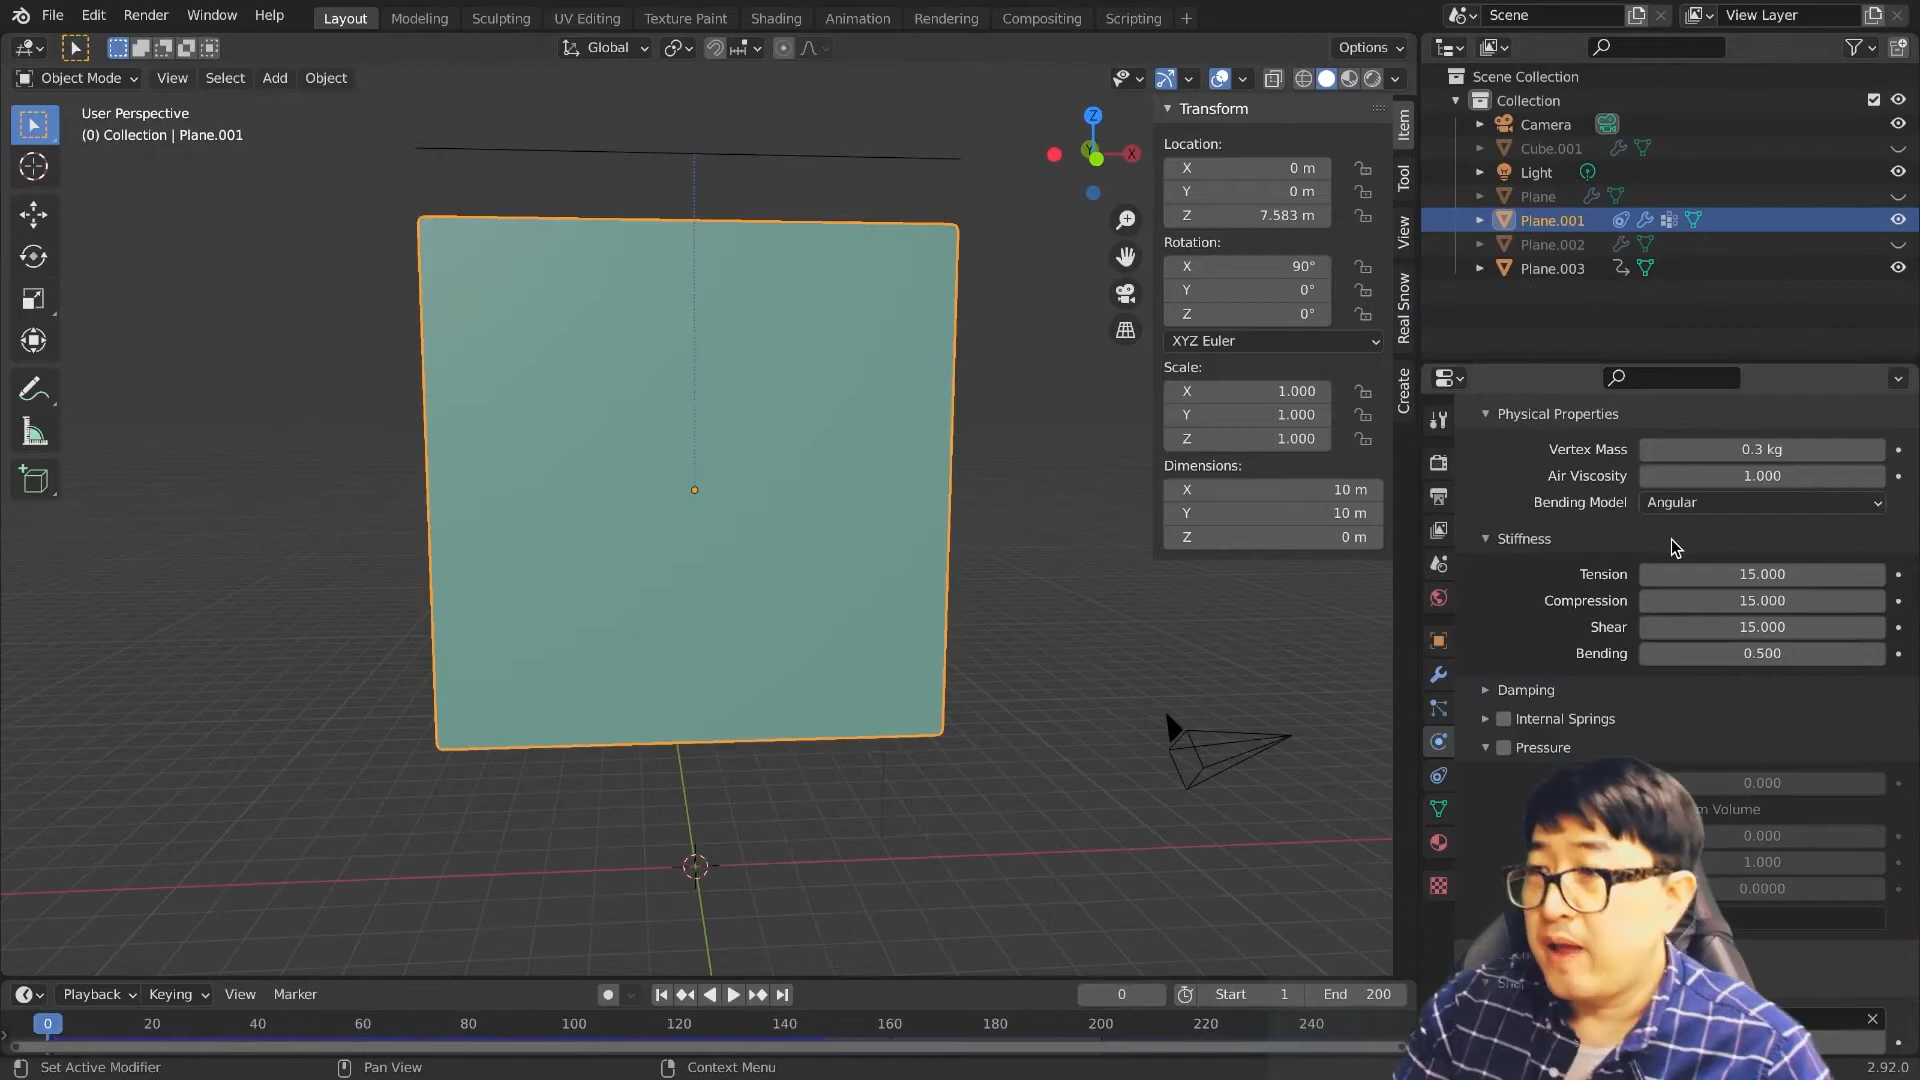 File Edit Render Window Help Layout Modeling Sculpting UV Editing Texture Paint Shading Animation Rendering Compositing Scripting + Scene View Layer
Global Options
Object Mode View Select Add Object
User Perspective
(0) Collection | Plane.001
Z
Y
X
Transform
Location:
X 0 m
Y 0 m
Z 7.583 m
Rotation:
X 90°
Y 0°
Z 0°
XYZ Euler
Scale:
X 1.000
Y 1.000
Z 1.000
Dimensions:
X 10 m
Y 10 m
Z 0 m
Item
Tool
View
Real Snow
Create
Scene Collection
Collection
Camera
Cube.001
Light
Plane
Plane.001
Plane.002
Plane.003
Physical Properties
Vertex Mass 0.3 kg
Air Viscosity 1.000
Bending Model Angular
Stiffness
Tension 15.000
Compression 15.000
Shear 15.000
Bending 0.500
Damping
Internal Springs
Pressure
0.000
Volume
0.000
1.000
0.0000
Playback Keying View Marker 0 Start 1 End 200
0 20 40 60 80 100 120 140 160 180 200 220 240
Set Active Modifier Pan View Context Menu 2.92.0